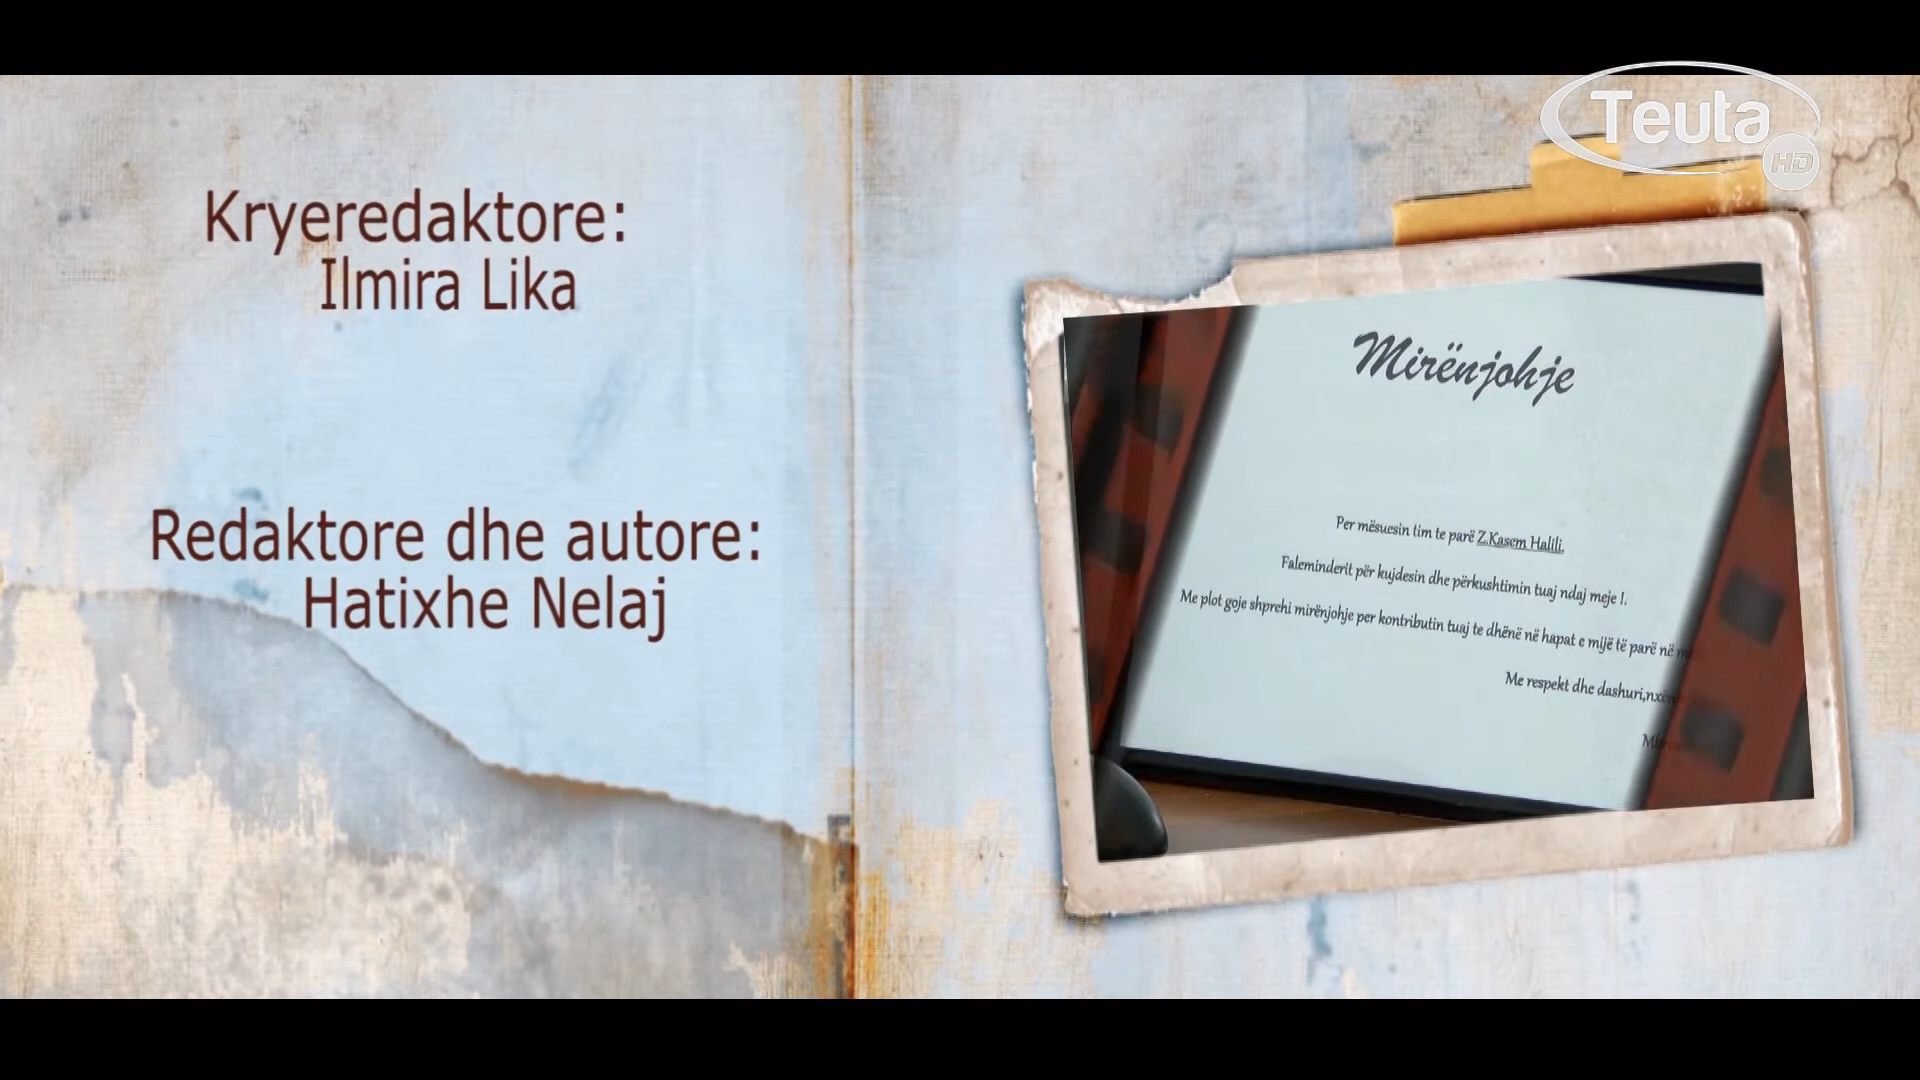 Teuta
HD
Kryeredaktore:
Ilmira Lika
Redaktore dhe autore:
Hatixhe Nelaj
Mirënjohje
Per mësuesin tim te parë Z.Kasem Halili.
Faleminderit për kujdesin dhe përkushtimin tuaj ndaj meje !.
Me plot goje shprehi mirënjohje per kontributin tuaj te dhënë në hapat e mijë të parë në
Me respekt dhe dashuri,